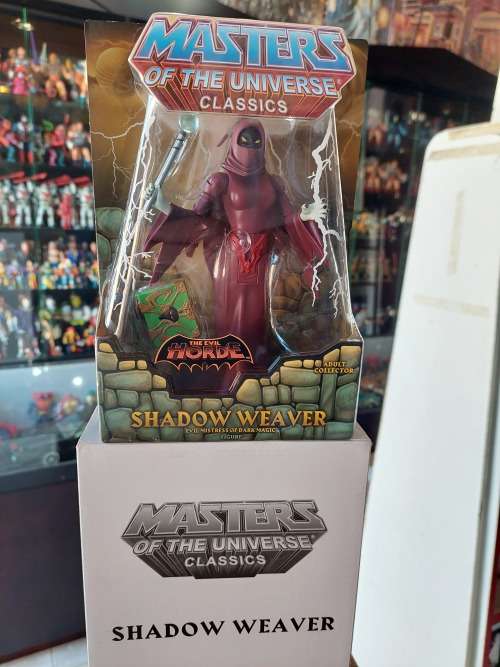 MASTERS
OF THE UNIVERSE
CLASSICS
THE EVIL
HORDE
ADULT
COLLECTOR
SHADOW WEAVER
EVIL MISTRESS OF DARK MAGIC
FIGURE
MASTERS
OF THE UNIVERSE®
CLASSICS
SHADOW WEAVER